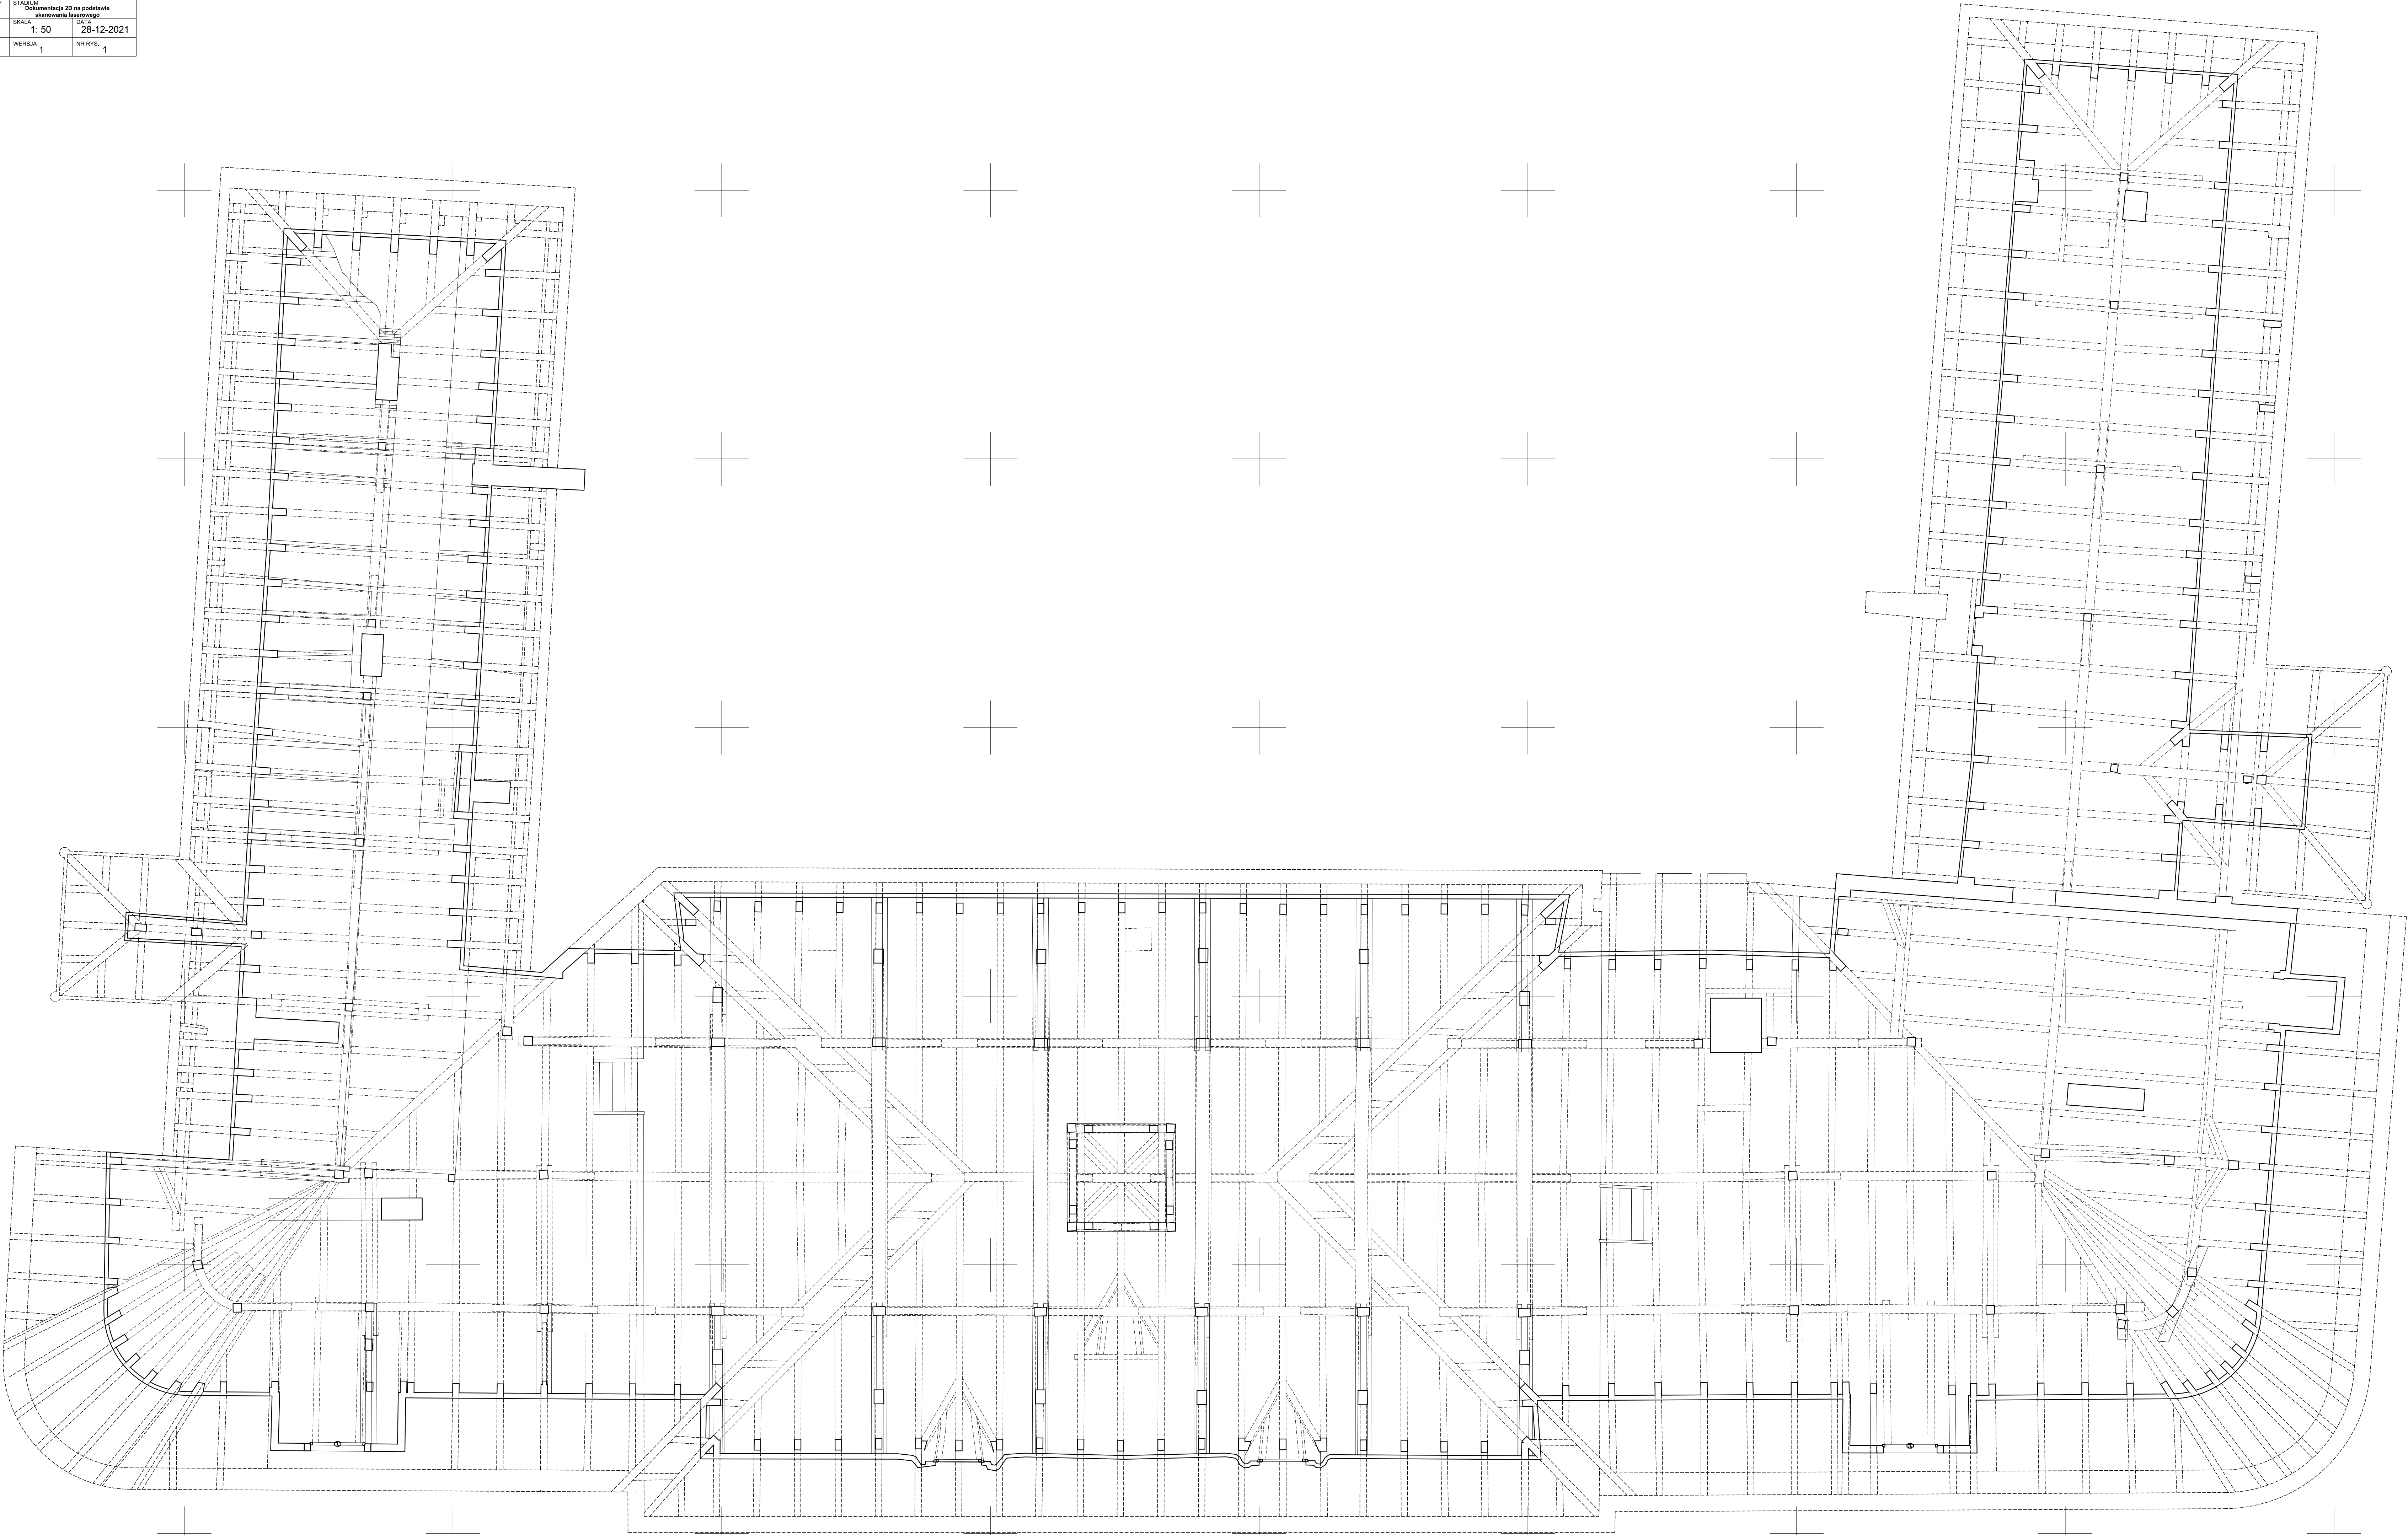 STADIUM
Dokumentacja 2D na podstawie
skanowania laserowego
SKALA
1: 50
DATA
28-12-2021
WERSJA
1
NR RYS.
1